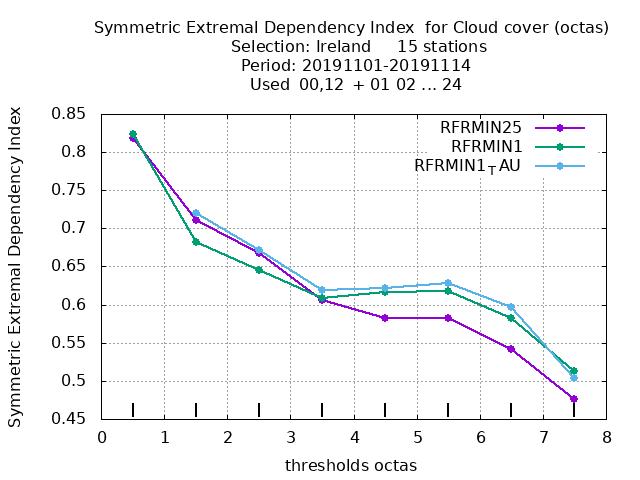 Symmetric Extremal Dependency Index  for Cloud cover (octas)
Selection: Ireland     15 stations
Period: 20191101-20191114
Used  00,12  + 01 02 ... 24
Symmetric Extremal Dependency Index
RFRMIN25
RFRMIN1
RFRMIN1TAU
0.85
0.8
0.75
0.7
0.65
0.6
0.55
0.5
0.45
0 1 2 3 4 5 6 7 8
thresholds octas